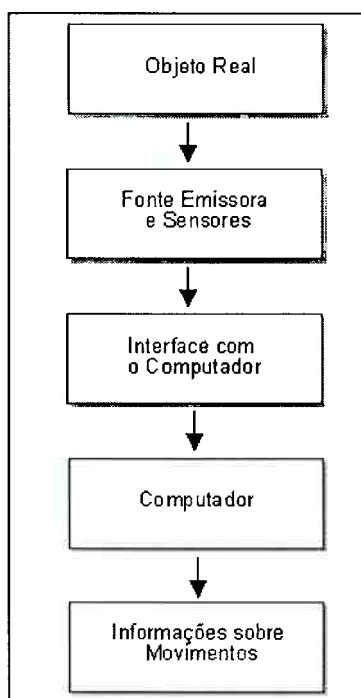 Objeto Real
Fonte Emissora
e Sensores
Interface com
o Computador
Computador
Informações sobre
Movimentos